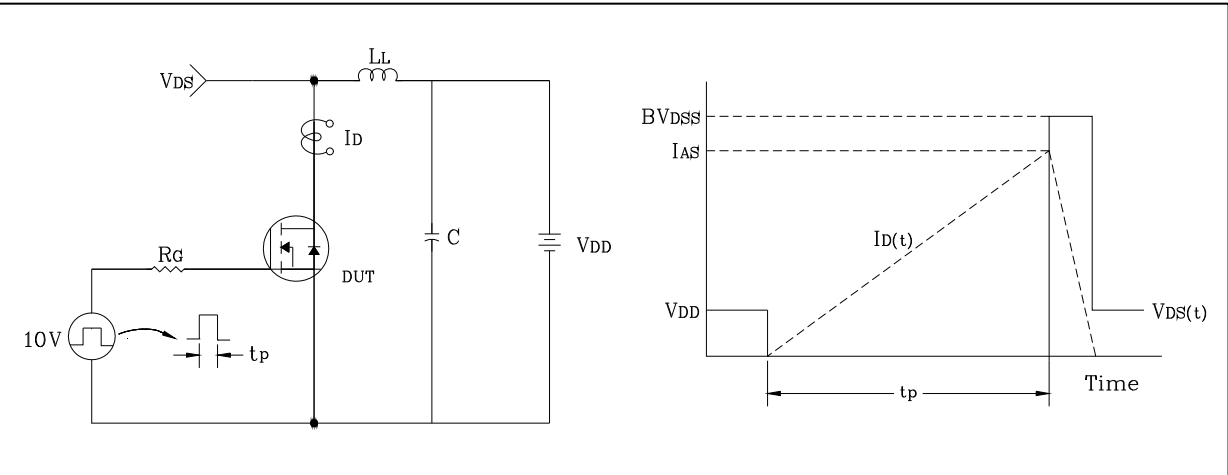 LL
VDS
ID
RG
C
VDD
DUT
10V
tp
BVDSS
IAS
ID(t)
VDD
VDS(t)
tp
Time